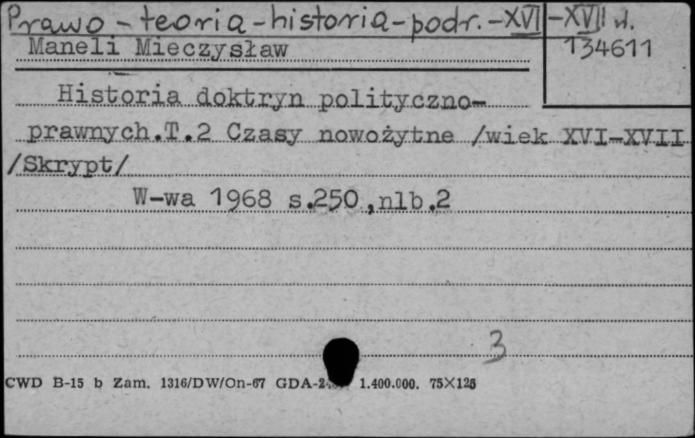 Prawo - teoria - historia - podr. - XVI - XVII w.
Maneli Mieczysław
134611
Historia doktryn polityczno-
prawnych.T.2 Czasy nowożytne /wiek XVI-XVII
/Skrypt/
W-wa 1968 s.250,nlb.2
3
CWD B-15 b Zam. 1316/DW/On-67 GDA-2 1.400.000. 75X125